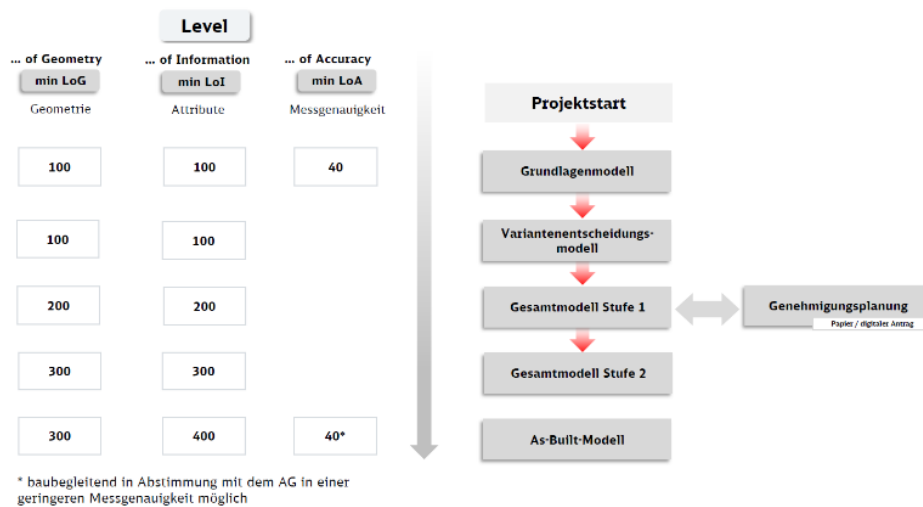 Level
... of Geometry
... of Information
... of Accuracy
min LoG
min LoI
min LoA
Geometrie
Attribute
Messgenauigkeit
Projektstart
100
100
40
Grundlagenmodell
100
100
Variantenentscheidungs-
modell
200
200
Gesamtmodell Stufe 1
Genehmigungsplanung
Papier / digitaler Antrag
300
300
Gesamtmodell Stufe 2
300
400
40*
As-Built-Modell
* baubegleitend in Abstimmung mit dem AG in einer
geringeren Messgenauigkeit möglich